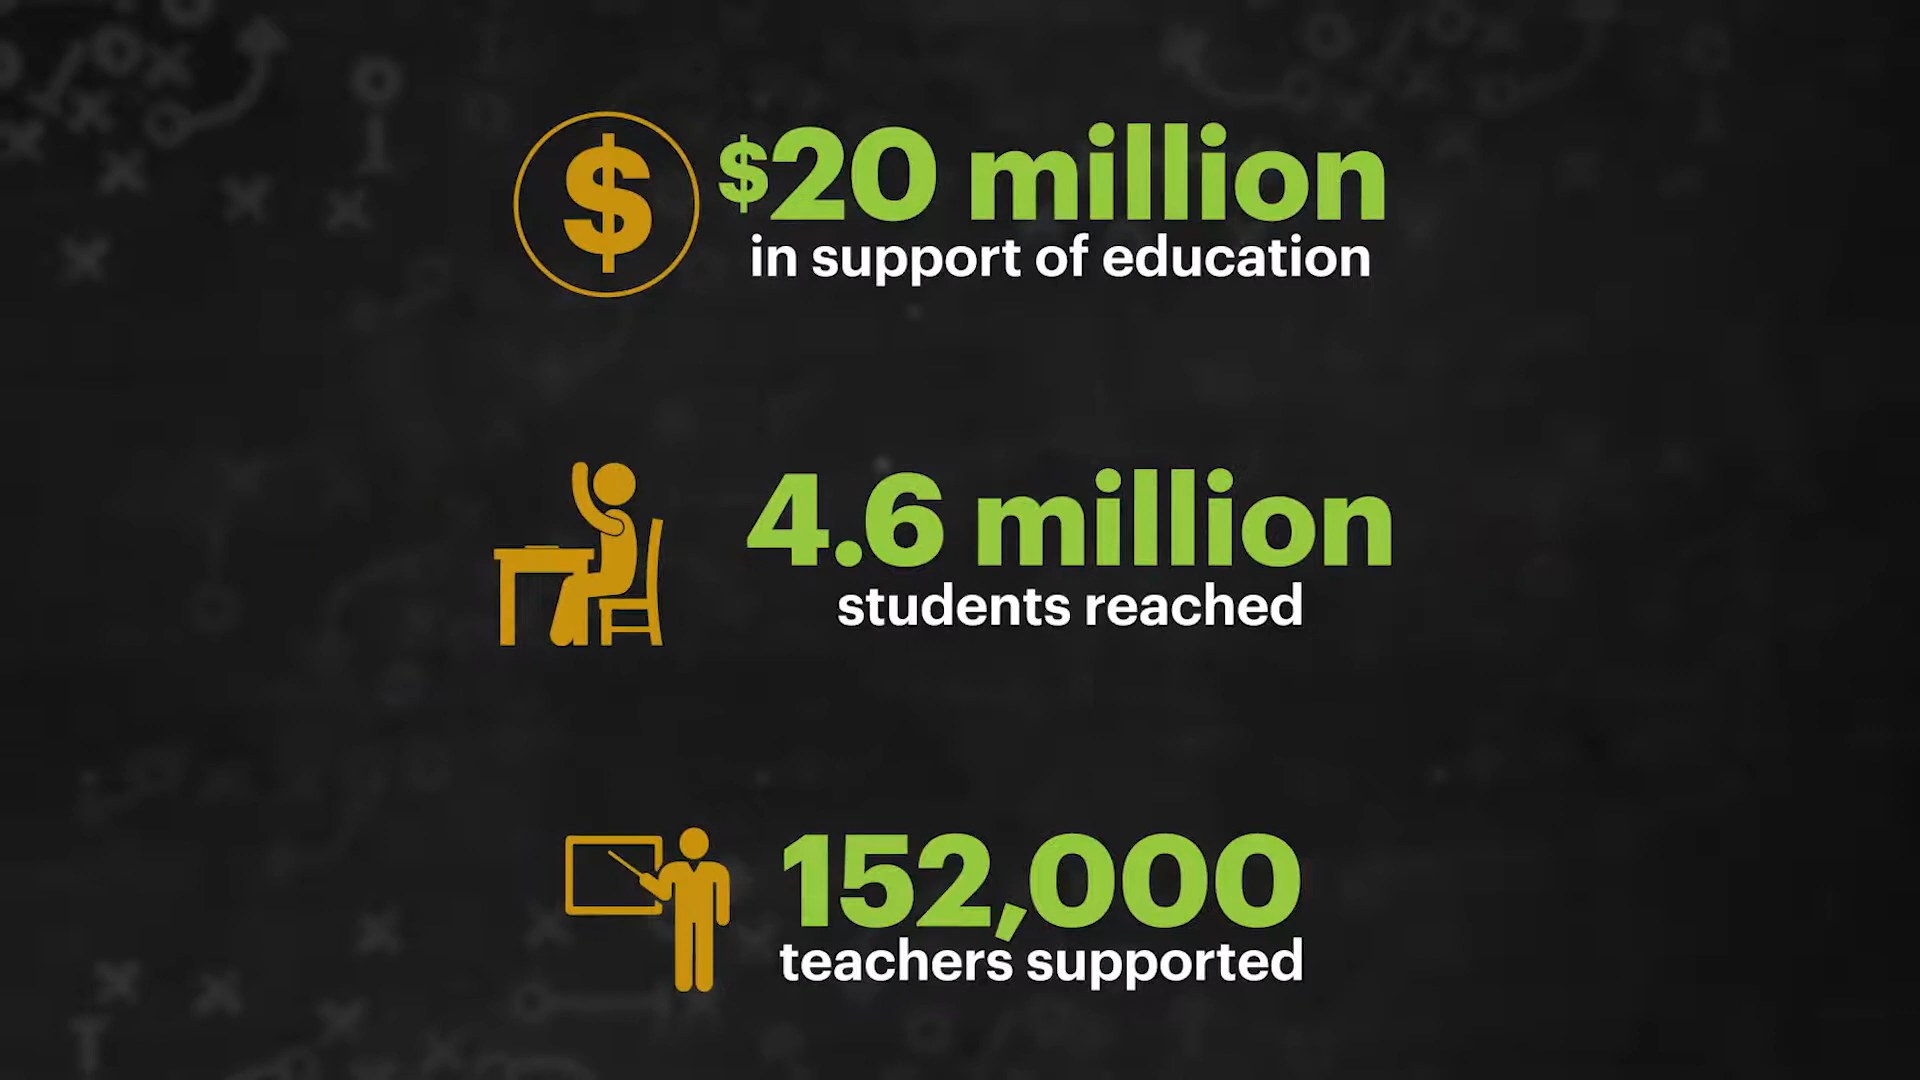 $
$20 million
in support of education
4.6 million
students reached
152,000
teachers supported